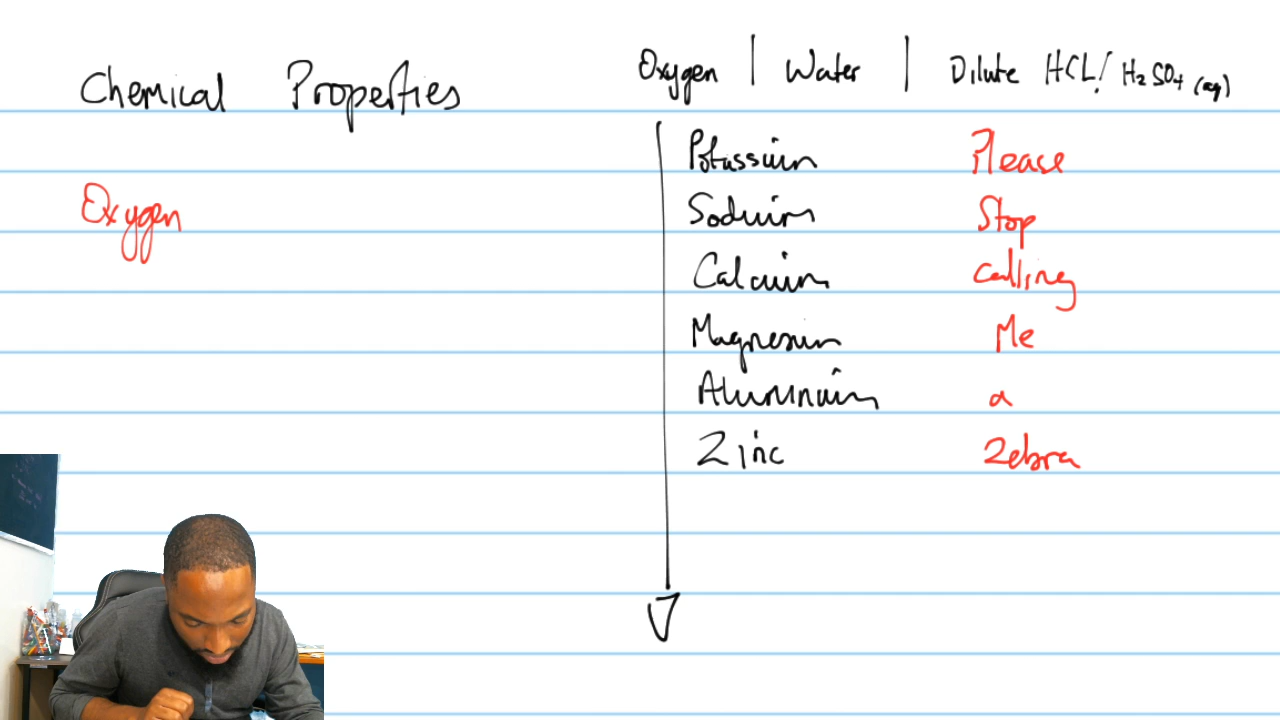 Chemical Properties
Oxygen | Water | Dilute HCL/ H₂SO₄ (aq)
Oxygen
Potassium Please
Sodium Stop
Calcium calling
Magnesium Me
Aluminium a
Zinc Zebra